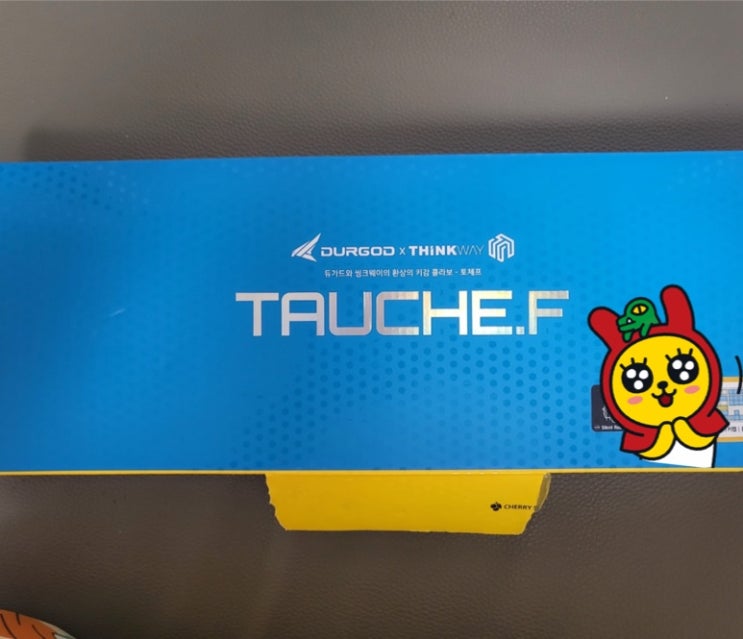 DURGOD x THINKWAY
듀가드와 씽크웨이의 환상의 키감 콜라보 - 토체프
TAUCHE.F
CHERRY